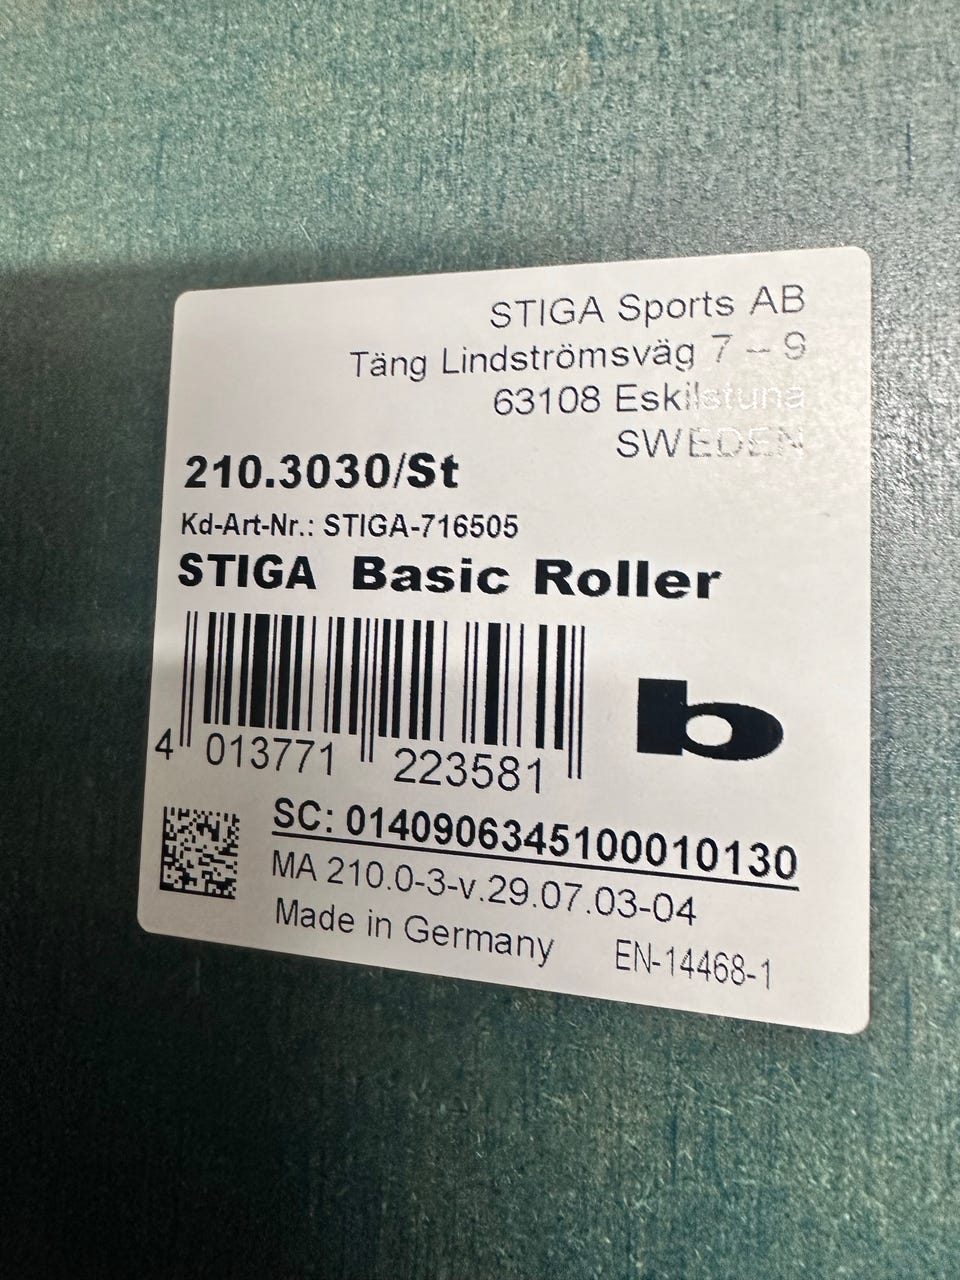 STIGA Sports AB
Täng Lindströmsväg 7 – 9
63108 Eskilstuna
SWEDEN
210.3030/St
Kd-Art-Nr.: STIGA-716505
STIGA Basic Roller
4 013771 223581
b
SC: 0140906345100010130
MA 210.0-3-v.29.07.03-04
Made in Germany EN-14468-1